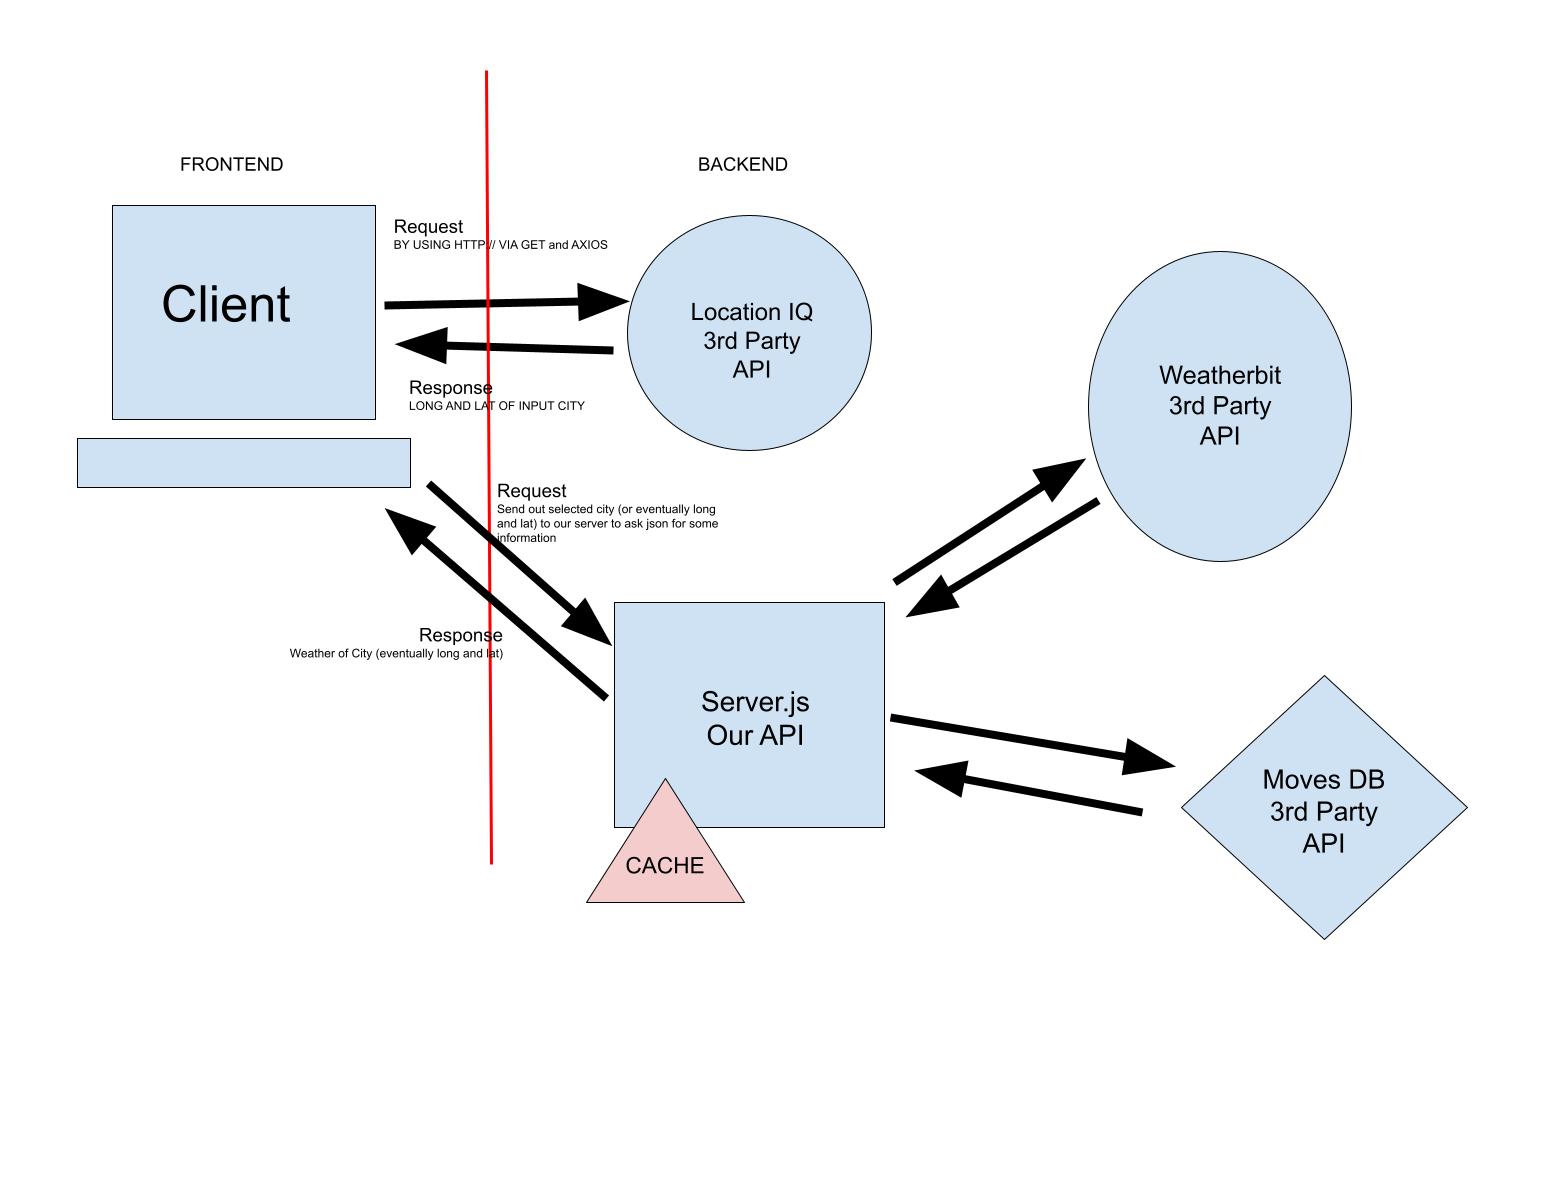 FRONTEND
BACKEND
Client
Request
BY USING HTTP:// VIA GET and AXIOS
Location IQ
3rd Party
API
Response
LONG AND LAT OF INPUT CITY
Weatherbit
3rd Party
API
Request
Send out selected city (or eventually long
and lat) to our server to ask json for some
information
Response
Weather of City (eventually long and lat)
Server.js
Our API
CACHE
Moves DB
3rd Party
API